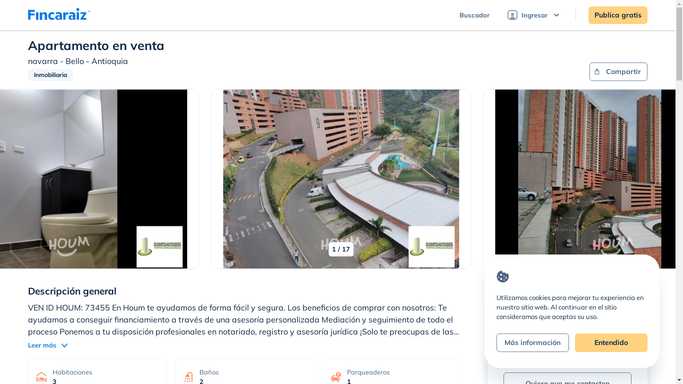 Fincaraiz
Buscador
Ingresar
Publica gratis
Apartamento en venta
navarra - Bello - Antioquia
Inmobiliaria
Compartir
HOUM
HOUM
1 / 17
HOUM
Descripción general
VEN ID HOUM: 73455 En Houm te ayudamos de forma fácil y segura. Los beneficios de comprar con nosotros: Te
ayudamos a conseguir financiamiento a través de una asesoría personalizada Mediación y seguimiento de todo el
proceso Ponemos a tu disposición profesionales en notariado, registro y asesoría jurídica ¡Solo te preocupas de las...
Leer más
Habitaciones
3
Baños
2
Parqueaderos
1
Utilizamos cookies para mejorar tu experiencia en
nuestro sitio web. Al continuar en el sitio
consideramos que aceptas su uso.
Más información
Entendido
Quiero que me contacten